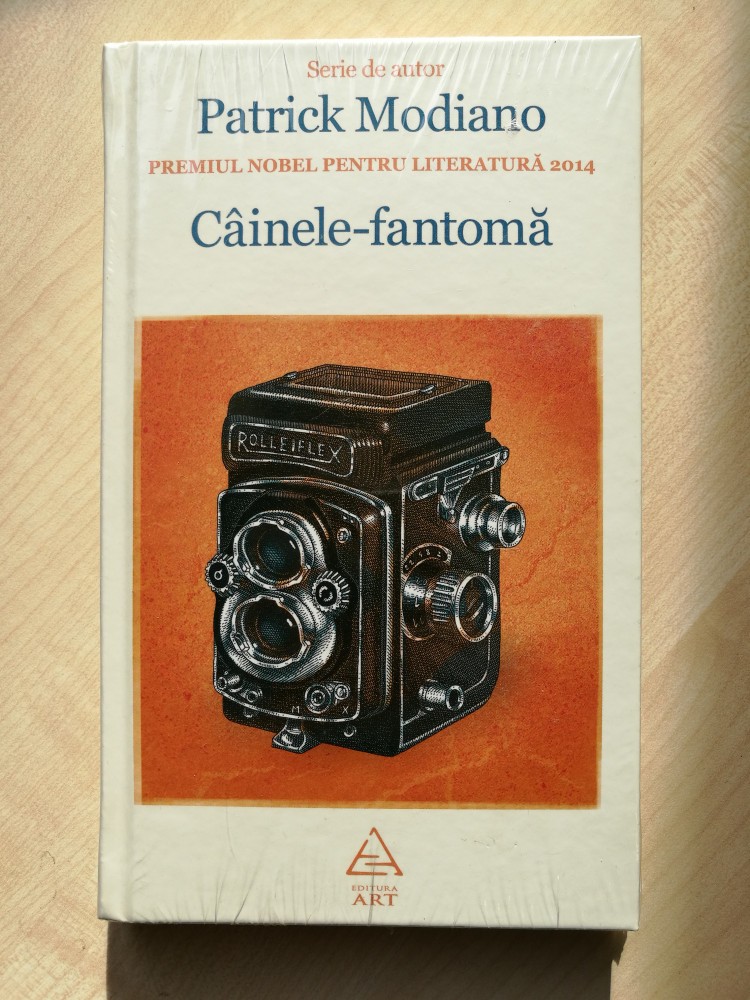 Serie de autor
Patrick Modiano
PREMIUL NOBEL PENTRU LITERATURĂ 2014
Câinele-fantomă
ROLLEIFLEX
M X
EDITURA
ART